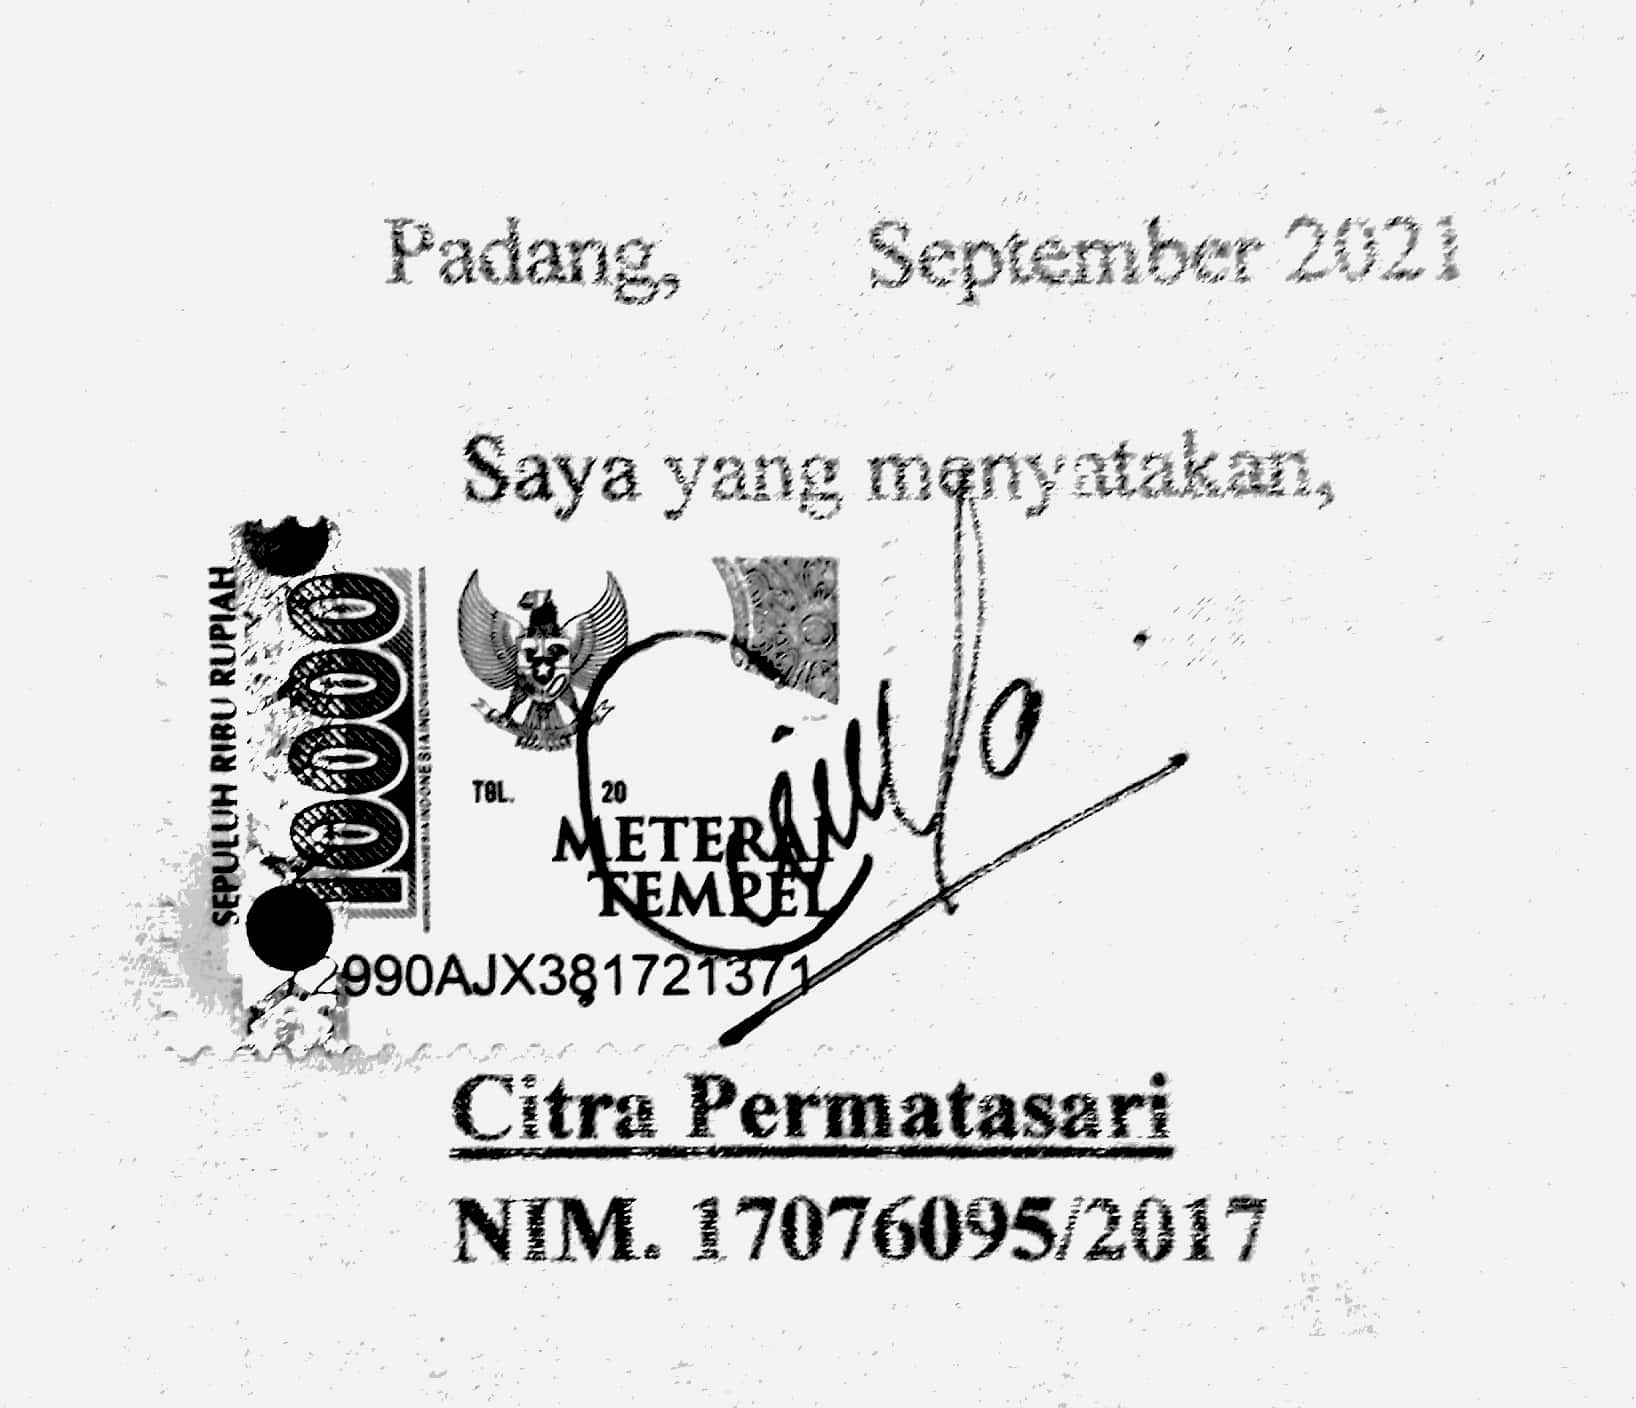 Padang, September 2021
Saya yang menyatakan,
SEPULUH RIBU RUPIAH
10000
TGL. 20
METERAI
TEMPEL
990AJX381721371
Citra Permatasari
NIM. 17076095/2017